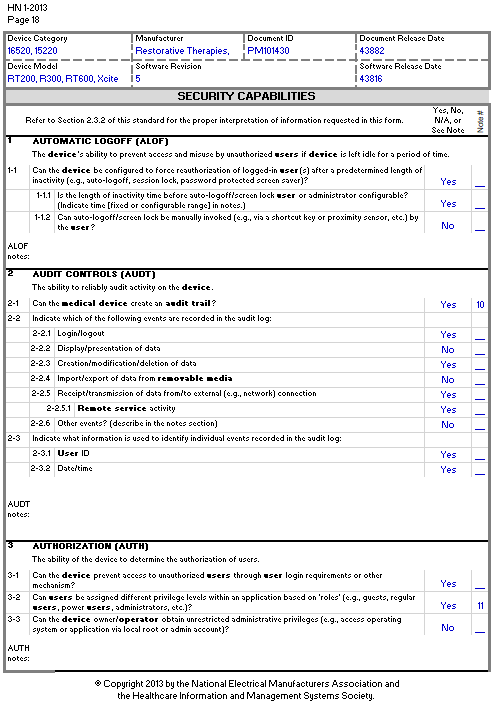 HN 1-2013
Page 18
Device Category Manufacturer Document ID Document Release Date
16520, 15220 Restorative Therapies, PM101430 43882
Device Model Software Revision Software Release Date
RT200, R300, RT600, Xcite 5 43816
SECURITY CAPABILITIES
Refer to Section 2.3.2 of this standard for the proper interpretation of information requested in this form. Yes, No, N/A, or See Note Note #
1 AUTOMATIC LOGOFF (ALOF)
The device's ability to prevent access and misuse by unauthorized users if device is left idle for a period of time.
1-1 Can the device be configured to force reauthorization of logged-in user(s) after a predetermined length of
inactivity (e.g., auto-logoff, session lock, password protected screen saver)? Yes __
1-1.1 Is the length of inactivity time before auto-logoff/screen lock user or administrator configurable?
(Indicate time [fixed or configurable range] in notes.) Yes __
1-1.2 Can auto-logoff/screen lock be manually invoked (e.g., via a shortcut key or proximity sensor, etc.) by
the user? No __
ALOF
notes:
2 AUDIT CONTROLS (AUDT)
The ability to reliably audit activity on the device.
2-1 Can the medical device create an audit trail? Yes 10
2-2 Indicate which of the following events are recorded in the audit log:
2-2.1 Login/logout Yes __
2-2.2 Display/presentation of data No __
2-2.3 Creation/modification/deletion of data Yes __
2-2.4 Import/export of data from removable media No __
2-2.5 Receipt/transmission of data from/to external (e.g., network) connection Yes __
2-2.5.1 Remote service activity Yes __
2-2.6 Other events? (describe in the notes section) No __
2-3 Indicate what information is used to identify individual events recorded in the audit log:
2-3.1 User ID Yes __
2-3.2 Date/time Yes __
AUDT
notes:
3 AUTHORIZATION (AUTH)
The ability of the device to determine the authorization of users.
3-1 Can the device prevent access to unauthorized users through user login requirements or other
mechanism? Yes __
3-2 Can users be assigned different privilege levels within an application based on 'roles' (e.g., guests, regular
users, power users, administrators, etc.)? Yes 11
3-3 Can the device owner/operator obtain unrestricted administrative privileges (e.g., access operating
system or application via local root or admin account)? No __
AUTH
notes:
© Copyright 2013 by the National Electrical Manufacturers Association and
the Healthcare Information and Management Systems Society.